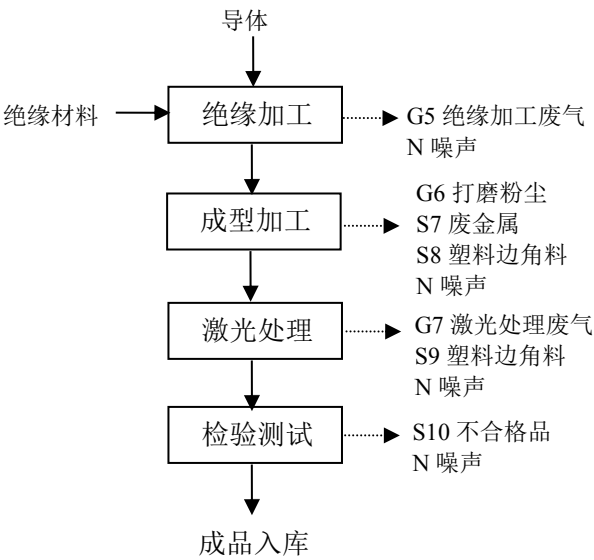 导体
绝缘材料
绝缘加工
G5 绝缘加工废气
N 噪声
成型加工
G6 打磨粉尘
S7 废金属
S8 塑料边角料
N 噪声
激光处理
G7 激光处理废气
S9 塑料边角料
N 噪声
检验测试
S10 不合格品
N 噪声
成品入库